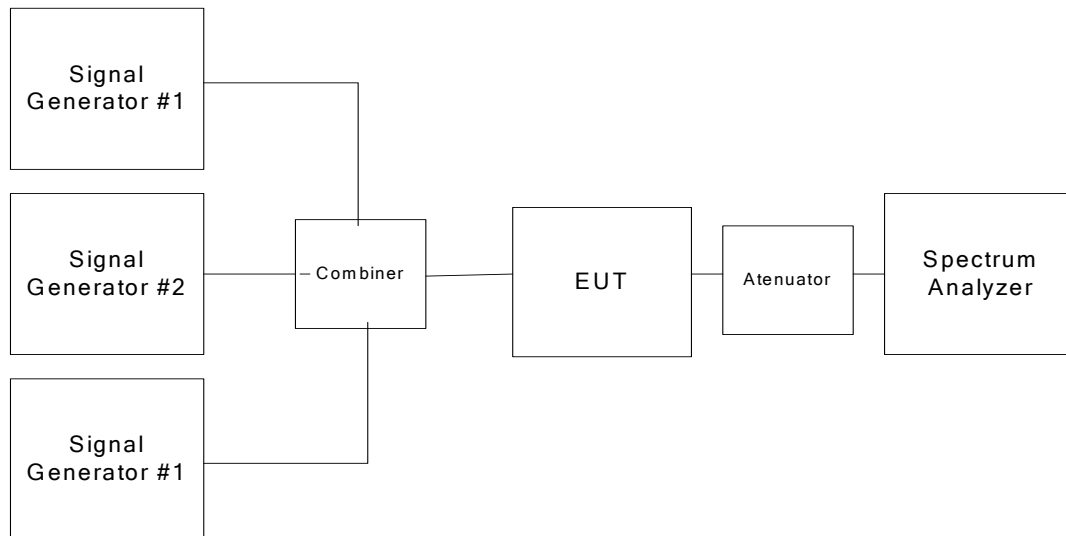 Signal
Generator #1
Signal
Generator #2
Combiner
EUT
Atenuator
Spectrum
Analyzer
Signal
Generator #1